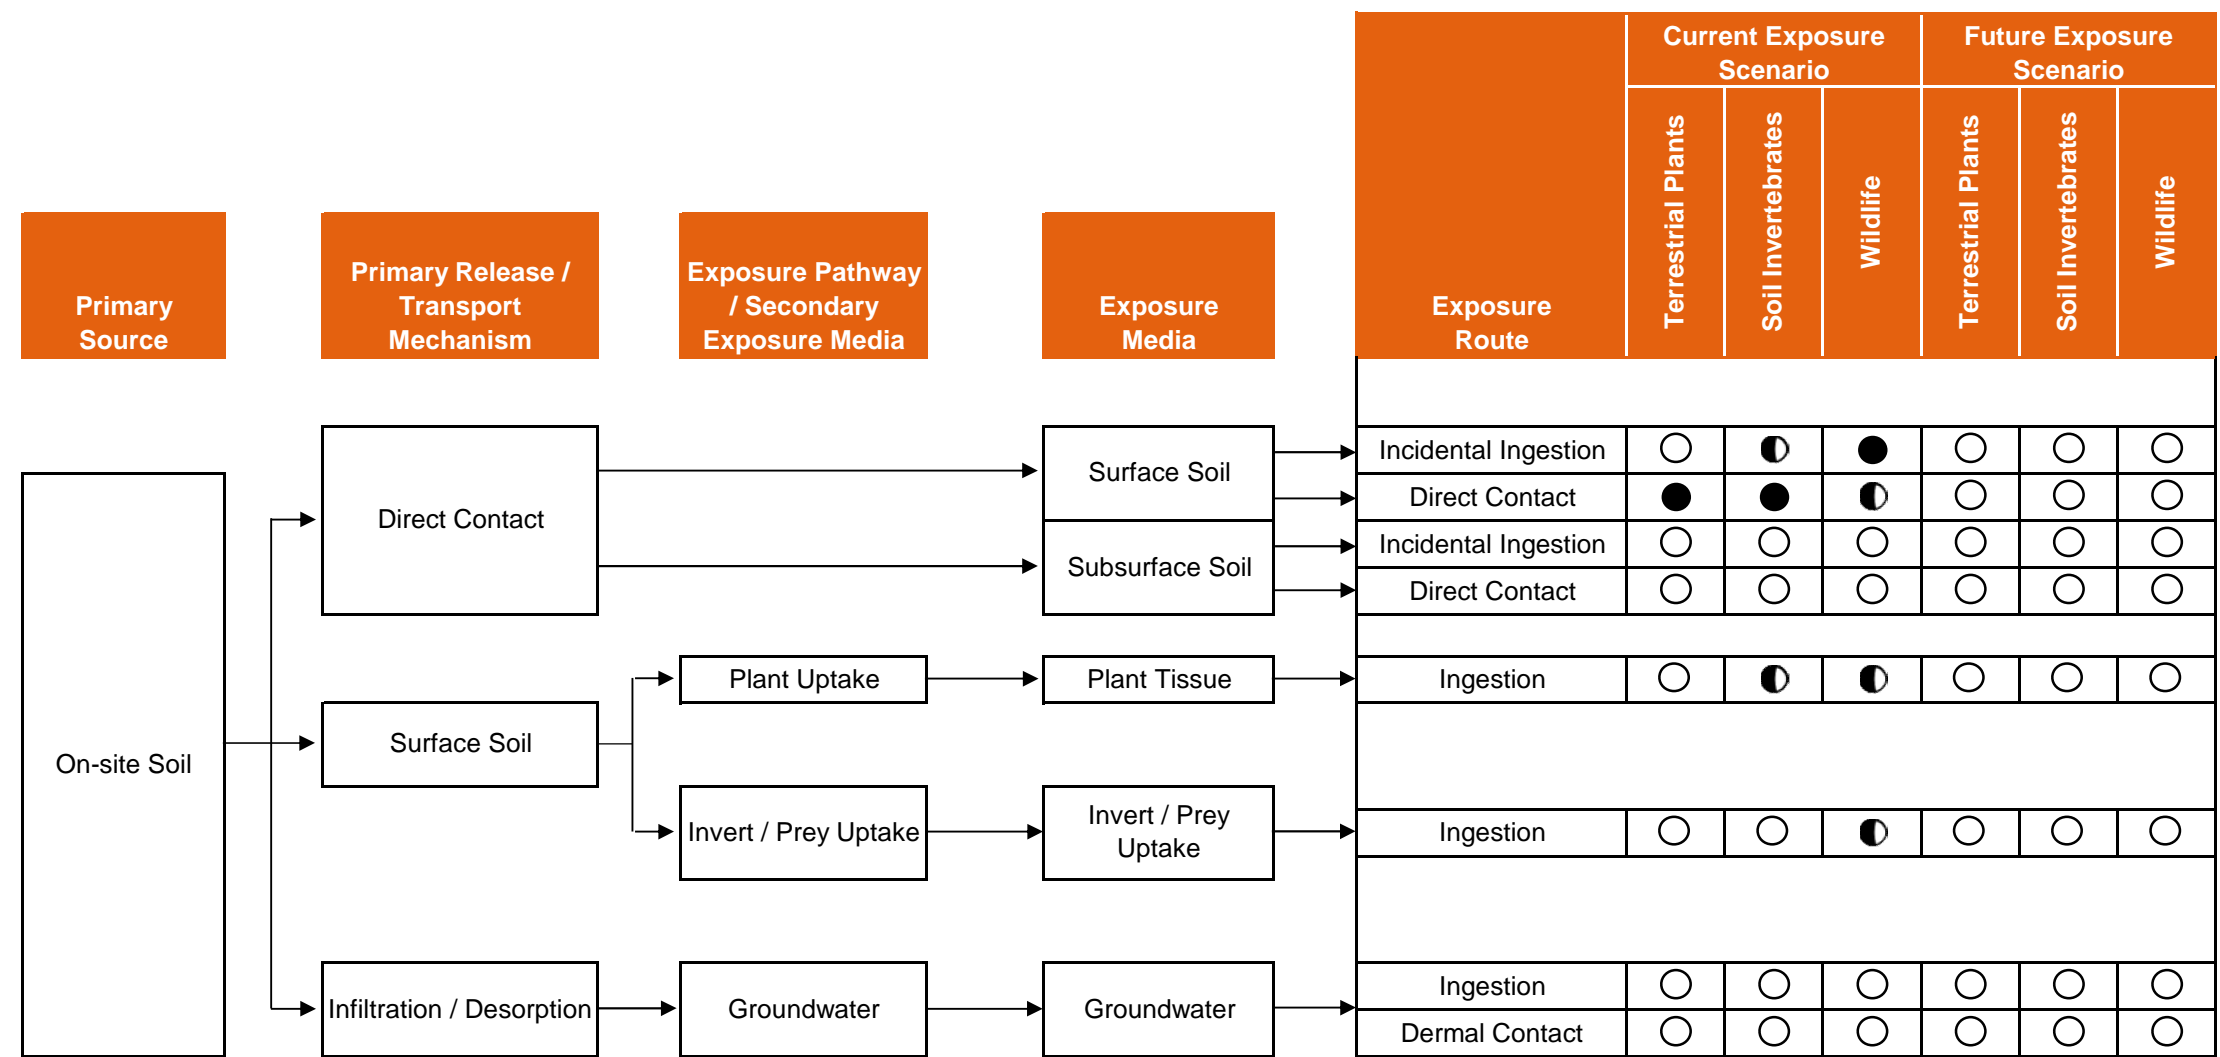 Current Exposure
Scenario
Future Exposure
Scenario
Terrestrial Plants
Soil Invertebrates
Wildlife
Terrestrial Plants
Soil Invertebrates
Wildlife
Primary
Source
Primary Release /
Transport
Mechanism
Exposure Pathway
/ Secondary
Exposure Media
Exposure
Media
Exposure
Route
On-site Soil
Direct Contact
Surface Soil
Incidental Ingestion
Direct Contact
Subsurface Soil
Incidental Ingestion
Direct Contact
Surface Soil
Plant Uptake
Plant Tissue
Ingestion
Invert / Prey Uptake
Invert / Prey
Uptake
Ingestion
Infiltration / Desorption
Groundwater
Groundwater
Ingestion
Dermal Contact